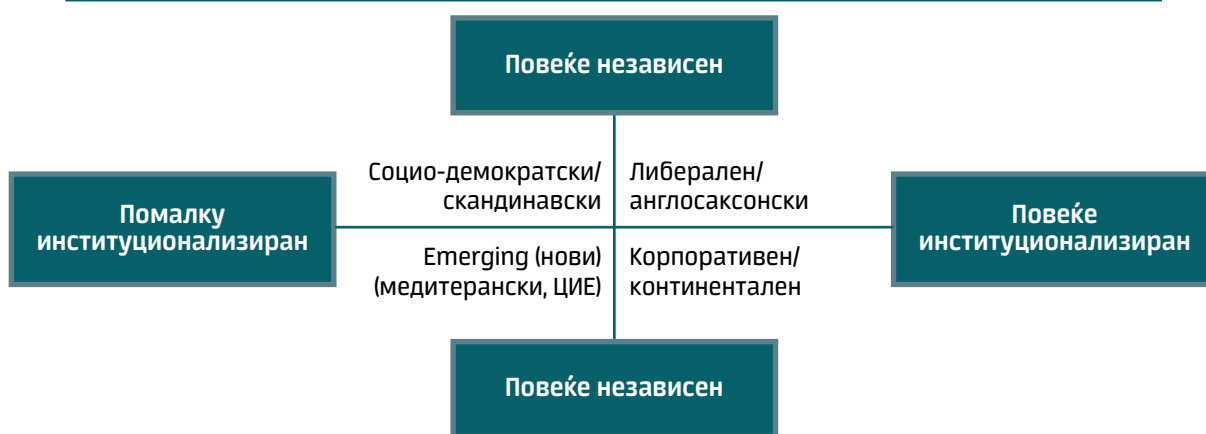 Повеќе независен
Социо-демократски/
скандинавски
Либерален/
англосаксонски
Помалку
институционализиран
Повеќе
институционализиран
Emerging (нови)
(медитерански, ЦИЕ)
Корпоративен/
континентален
Повеќе независен